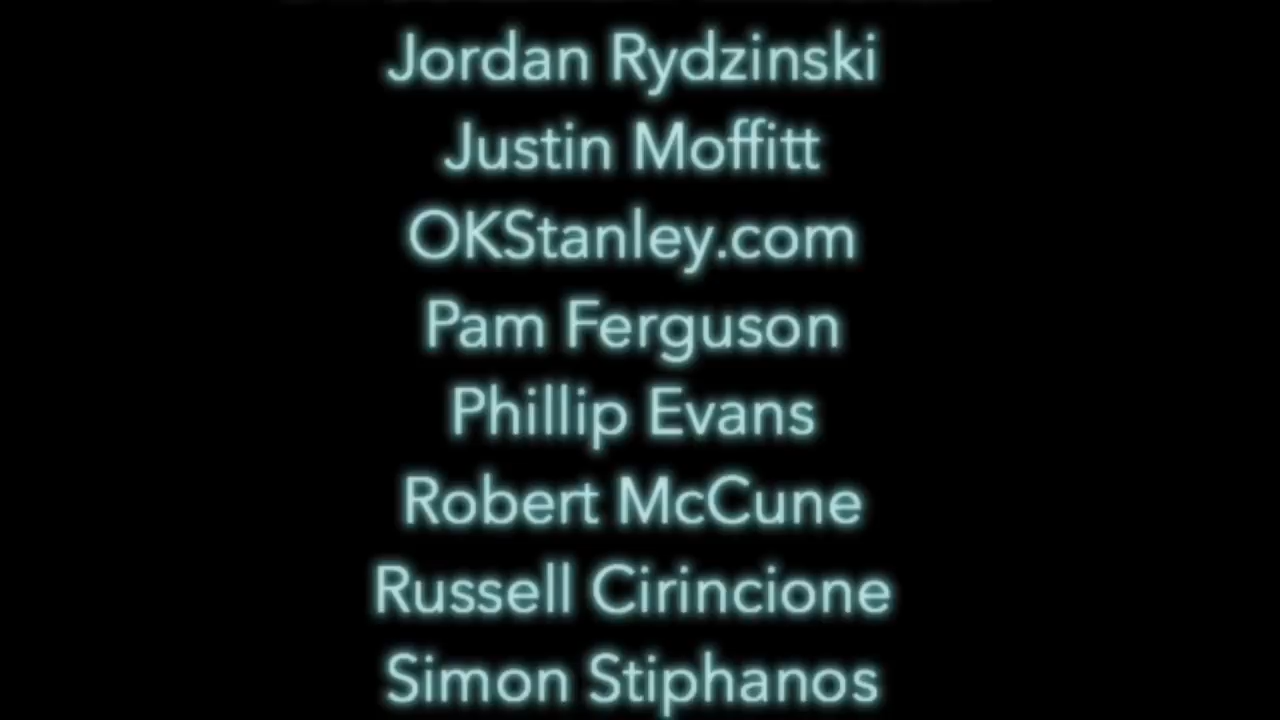 Jordan Rydzinski
Justin Moffitt
OKStanley.com
Pam Ferguson
Phillip Evans
Robert McCune
Russell Cirincione
Simon Stiphanos